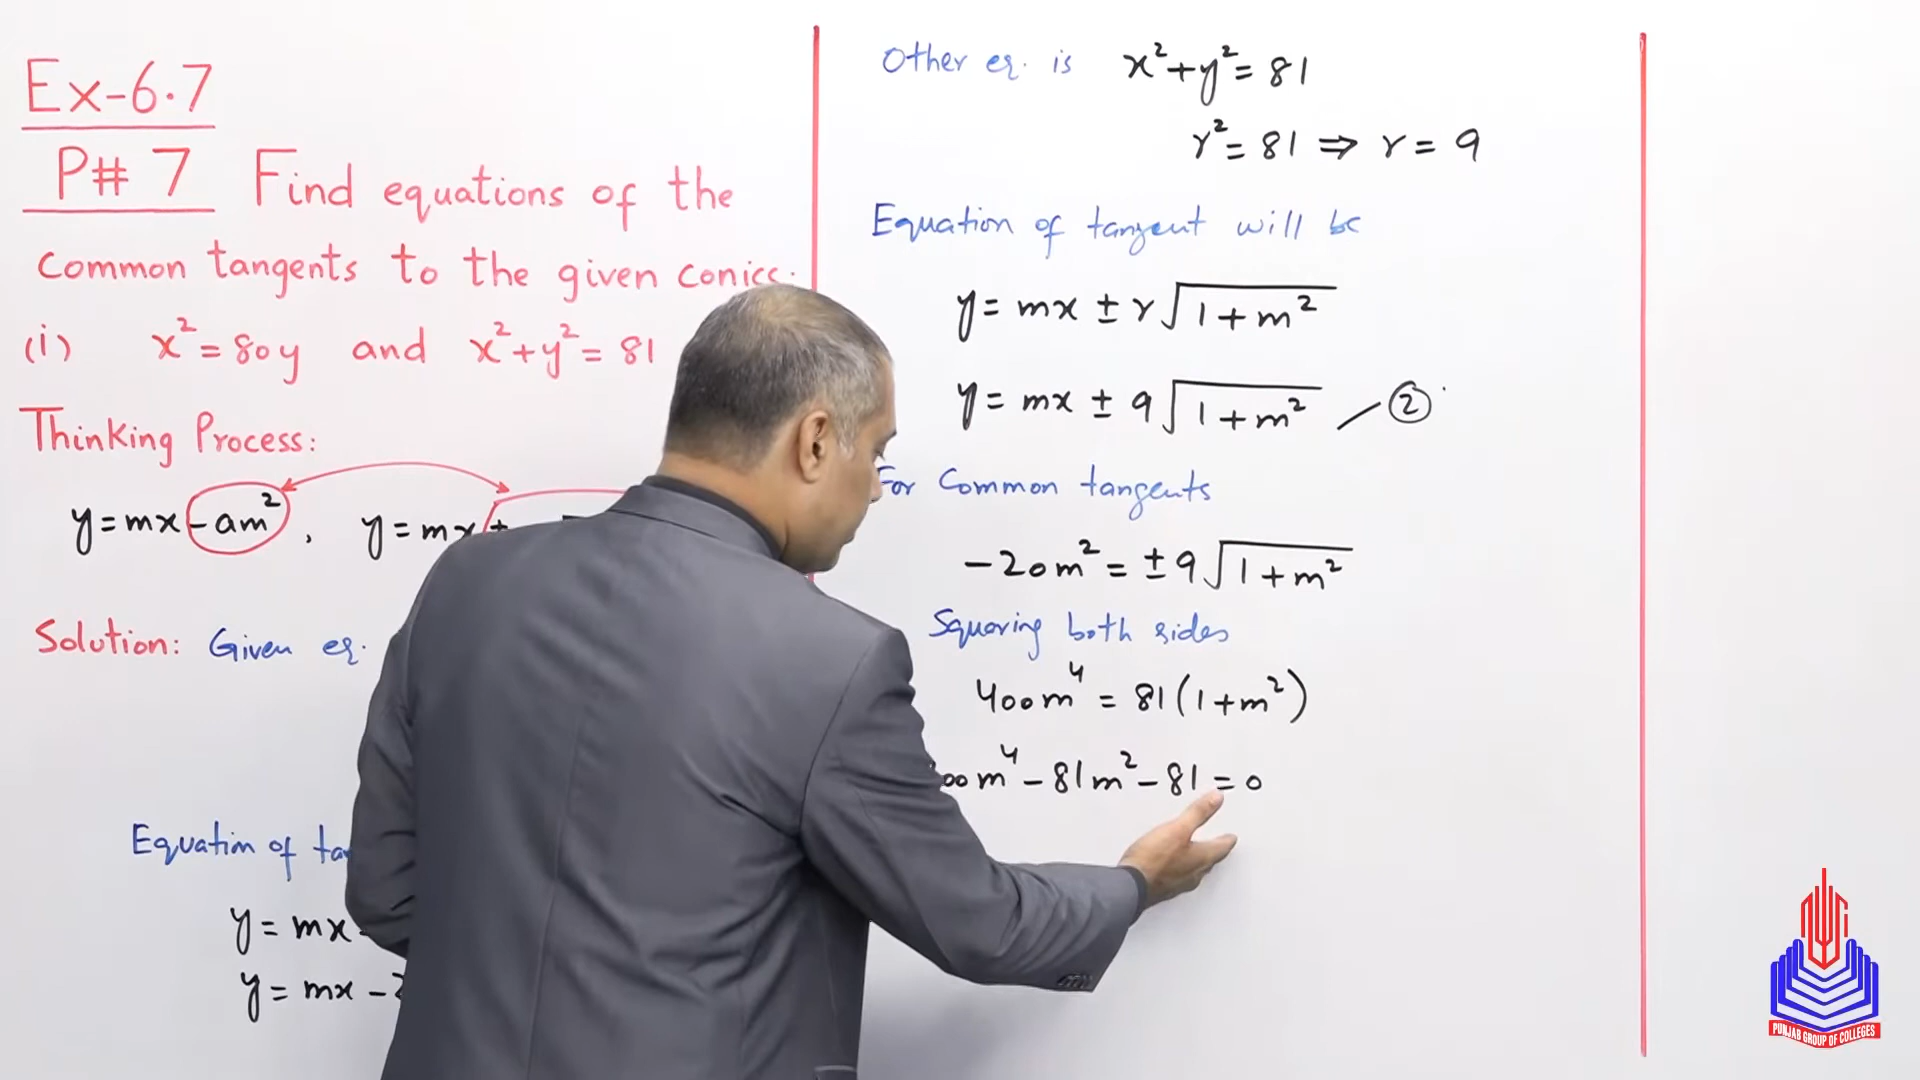 Ex-6.7
P# 7 Find equations of the
common tangents to the given conics.
(i) x² = 80y and x² + y² = 81
Thinking Process:
y = mx - am² , y = mx ±
Solution: Given eq.
Equation of
y = mx
y = mx -
Other eq. is x² + y² = 81
r² = 81 ⇒ r = 9
Equation of tangent will be
y = mx ± r√(1 + m²)
y = mx ± 9√(1 + m²) ②
For Common tangents
-20m² = ± 9√(1 + m²)
Squaring both sides
400m⁴ = 81(1 + m²)
00m⁴ - 81m² - 81 = 0
PUNJAB GROUP OF COLLEGES